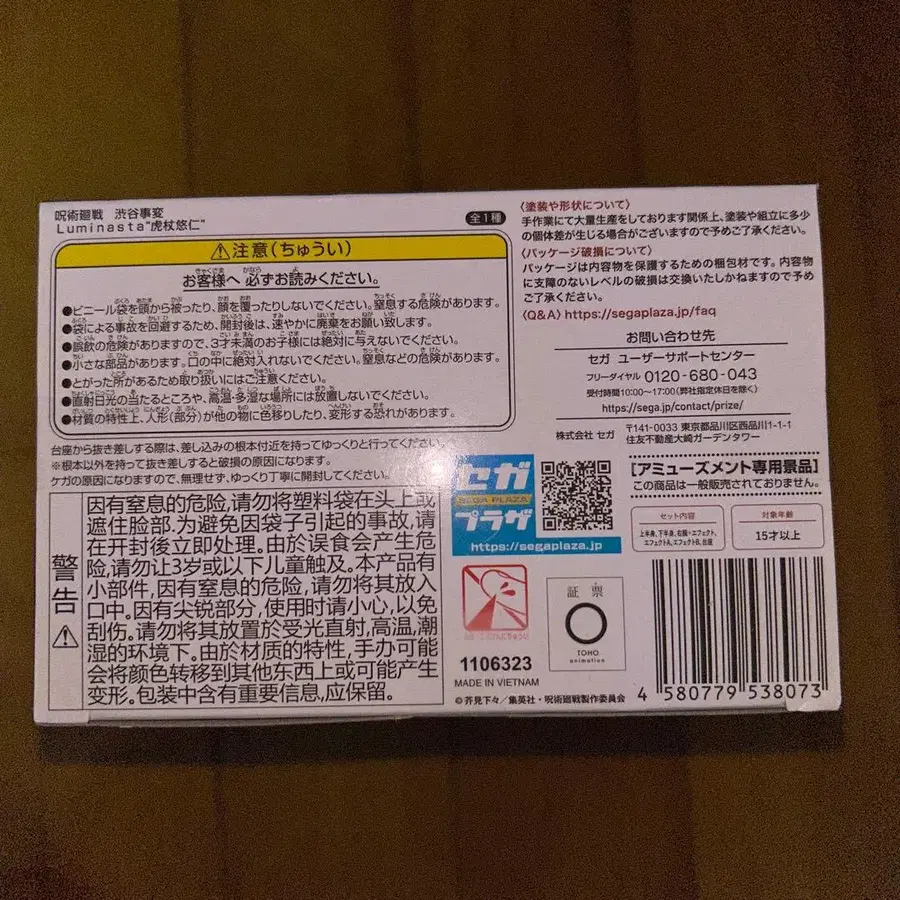 呪術廻戦 渋谷事変
Luminasta"虎杖悠仁"
全1種
⚠注意(ちゅうい)
お客様へ 必ずお読みください。
●ビニール袋を頭から被ったり、顔を覆ったりしないでください。窒息する危険があります。
●袋による事故を回避するため、開封後は、速やかに廃棄をお願い致します。
●誤飲の危険がありますので、3才未満のお子様には絶対に与えないでください。
●小さな部品があります。口の中に絶対入れないでください。窒息などの危険があります。
●とがった所があるため取り扱いにはご注意ください。
●直射日光の当たるところや、高温・多湿な場所には放置しないでください。
●材質の特性上、人形(部分)が他の物に色移りしたり、変形する恐れがあります。
台座から抜き差しする際は、差し込みの根本付近を持ってゆっくりと行ってください。
※根本以外を持って抜き差しすると破損の原因になります。
ケガの原因になりますので、無理せず、ゆっくり丁寧に開封してください。
警告⚠
因有窒息的危险,请勿将塑料袋在头上或
遮住脸部.为避免因袋子引起的事故,请
在开封後立即处理。由於误食会产生危
险,请勿让3岁或以下儿童触及。本产品有
小部件,因有窒息的危险,请勿将其放入
口中。因有尖锐部分,使用时请小心,以免
刮伤。请勿将其放置於受光直射,高温,潮
湿的环境下。由於材质的特性,手办可能
会将颜色转移到其他东西上或可能产生
变形。包装中含有重要信息,应保留。
〈塗装や形状について〉
手作業にて大量生産をしております関係上、塗装や組立に多少
の個体差が生じる場合がございますので予めご了承ください。
〈パッケージ破損について〉
パッケージは内容物を保護するための梱包材です。内容物
に支障のないレベルの破損は交換いたしかねますので予め
ご了承ください。
〈Q&A〉https://segaplaza.jp/faq
お問い合わせ先
セガ ユーザーサポートセンター
フリーダイヤル 0120-680-043
受付時間10:00〜17:00(弊社指定休日を除く)
https://sega.jp/contact/prize/
株式会社 セガ
〒141-0033 東京都品川区西品川1-1-1
住友不動産大崎ガーデンタワー
セガ
SEGA PLAZA
プラザ
https://segaplaza.jp
【アミューズメント専用景品】
この商品は一般販売されておりません。
セット内容
上半身、下半身、右腕+エフェクト、
エフェクトA、エフェクトB、台座
対象年齢
15才以上
1106323
MADE IN VIETNAM
証票
TOHO
animation
©芥見下々/集英社・呪術廻戦製作委員会
4 580779 538073